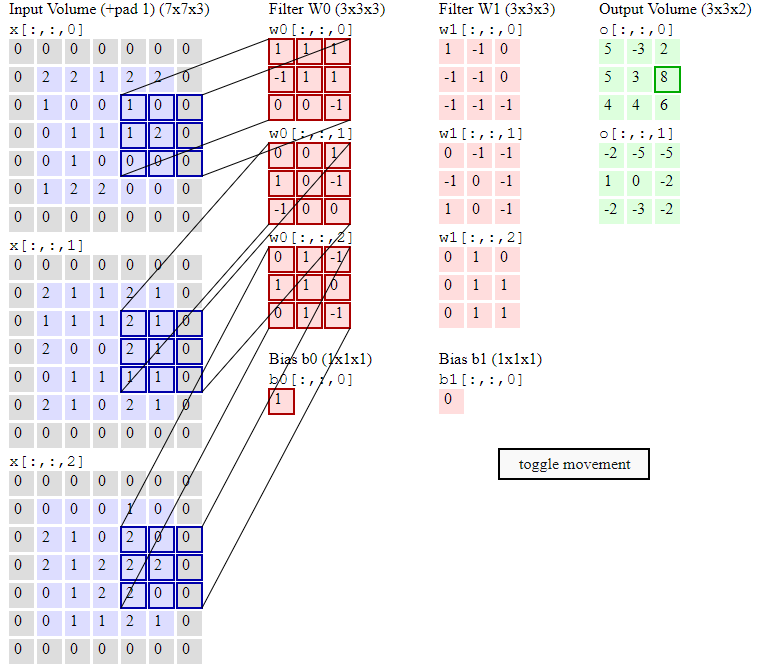 Input Volume (+pad 1) (7x7x3)
x[:,:,0]
0 0 0 0 0 0 0
0 2 2 1 2 2 0
0 1 0 0 1 0 0
0 0 1 1 1 2 0
0 1 0 0 0 0 0
0 1 2 2 0 0 0
0 0 0 0 0 0 0
x[:,:,1]
0 0 0 0 0 0 0
0 2 1 1 2 1 0
0 1 1 1 2 1 0
0 2 0 0 2 1 0
0 0 1 1 1 1 0
0 2 1 0 2 1 0
0 0 0 0 0 0 0
x[:,:,2]
0 0 0 0 0 0 0
0 0 0 0 1 0 0
0 2 1 0 2 0 0
0 2 1 2 2 2 0
0 0 1 2 2 0 0
0 0 1 1 2 1 0
0 0 0 0 0 0 0
Filter W0 (3x3x3)
w0[:,:,0]
1 1 1
-1 1 1
0 0 -1
w0[:,:,1]
0 0 1
1 0 -1
-1 0 0
w0[:,:,2]
0 1 -1
1 1 0
0 1 -1
Bias b0 (1x1x1)
b0[:,:,0]
1
Filter W1 (3x3x3)
w1[:,:,0]
1 -1 0
-1 -1 0
-1 -1 -1
w1[:,:,1]
0 -1 -1
-1 0 -1
1 0 -1
w1[:,:,2]
0 1 0
0 1 1
0 1 1
Bias b1 (1x1x1)
b1[:,:,0]
0
Output Volume (3x3x2)
o[:,:,0]
5 -3 2
5 3 8
4 4 6
o[:,:,1]
-2 -5 -5
1 0 -2
-2 -3 -2
toggle movement